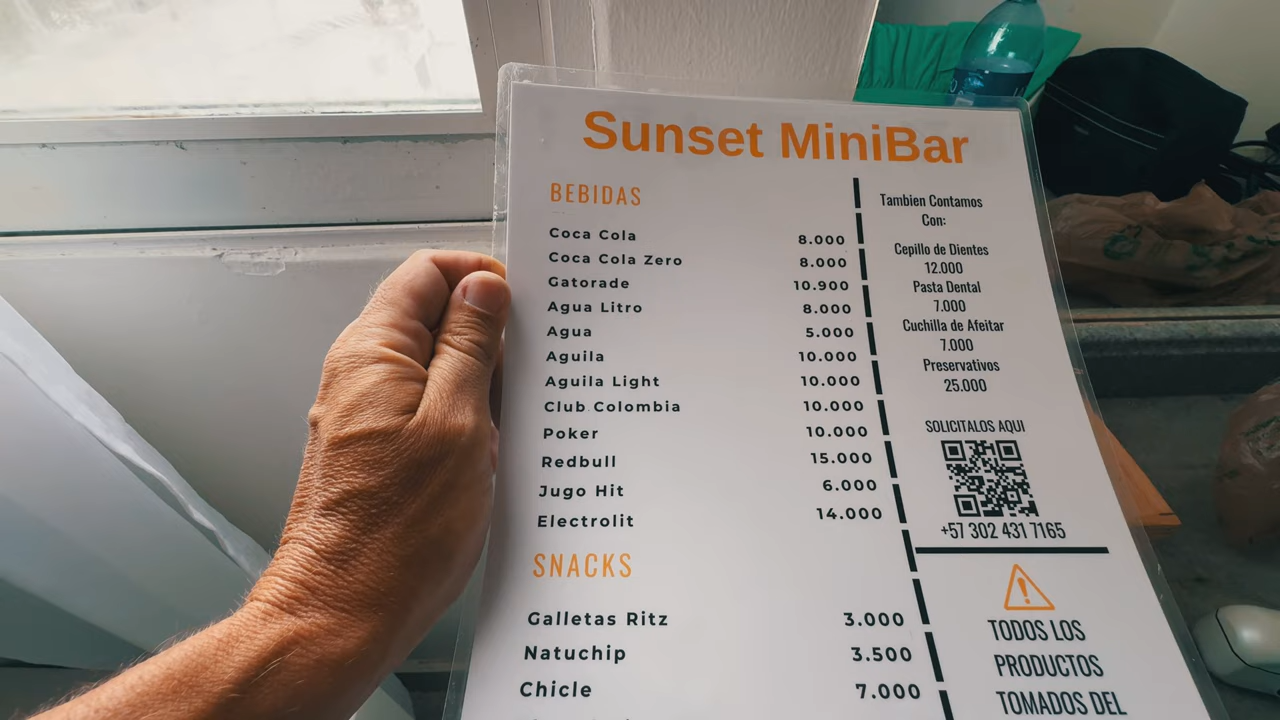 Sunset MiniBar
BEBIDAS
Coca Cola 8.000
Coca Cola Zero 8.000
Gatorade 10.900
Agua Litro 8.000
Agua 5.000
Aguila 10.000
Aguila Light 10.000
Club Colombia 10.000
Poker 10.000
Redbull 15.000
Jugo Hit 6.000
Electrolit 14.000
SNACKS
Galletas Ritz 3.000
Natuchip 3.500
Chicle 7.000
Tambien Contamos
Con:
Cepillo de Dientes
12.000
Pasta Dental
7.000
Cuchilla de Afeitar
7.000
Preservativos
25.000
SOLICITALOS AQUI
+57 302 431 7165
TODOS LOS
PRODUCTOS
TOMADOS DEL